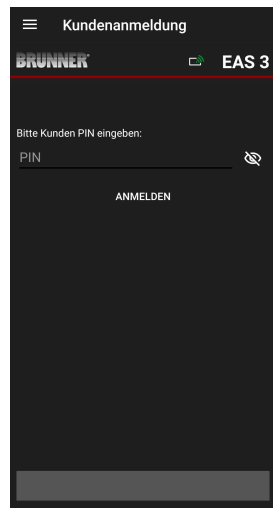 Kundenanmeldung
BRUNNER EAS 3
Bitte Kunden PIN eingeben:
PIN
ANMELDEN